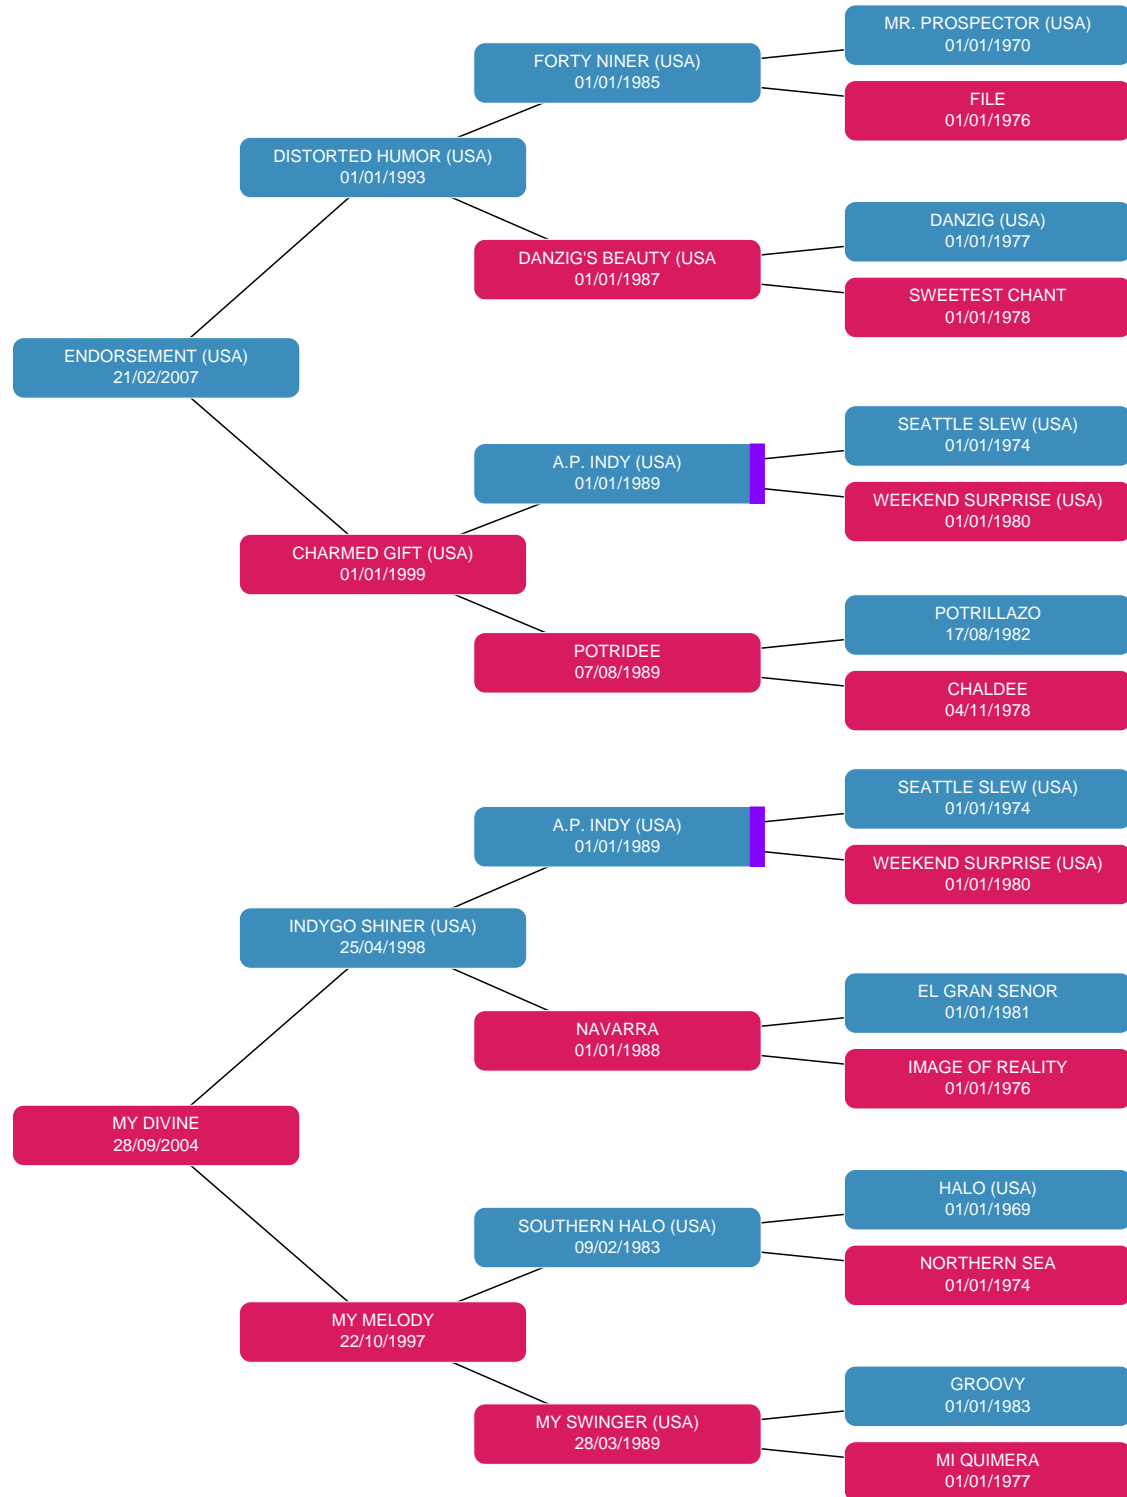 MR. PROSPECTOR (USA)
01/01/1970
FORTY NINER (USA)
01/01/1985
FILE
01/01/1976
DISTORTED HUMOR (USA)
01/01/1993
DANZIG (USA)
01/01/1977
DANZIG'S BEAUTY (USA
01/01/1987
SWEETEST CHANT
01/01/1978
ENDORSEMENT (USA)
21/02/2007
SEATTLE SLEW (USA)
01/01/1974
A.P. INDY (USA)
01/01/1989
WEEKEND SURPRISE (USA)
01/01/1980
CHARMED GIFT (USA)
01/01/1999
POTRILLAZO
17/08/1982
POTRIDEE
07/08/1989
CHALDEE
04/11/1978
SEATTLE SLEW (USA)
01/01/1974
A.P. INDY (USA)
01/01/1989
WEEKEND SURPRISE (USA)
01/01/1980
INDYGO SHINER (USA)
25/04/1998
EL GRAN SENOR
01/01/1981
NAVARRA
01/01/1988
IMAGE OF REALITY
01/01/1976
MY DIVINE
28/09/2004
HALO (USA)
01/01/1969
SOUTHERN HALO (USA)
09/02/1983
NORTHERN SEA
01/01/1974
MY MELODY
22/10/1997
GROOVY
01/01/1983
MY SWINGER (USA)
28/03/1989
MI QUIMERA
01/01/1977